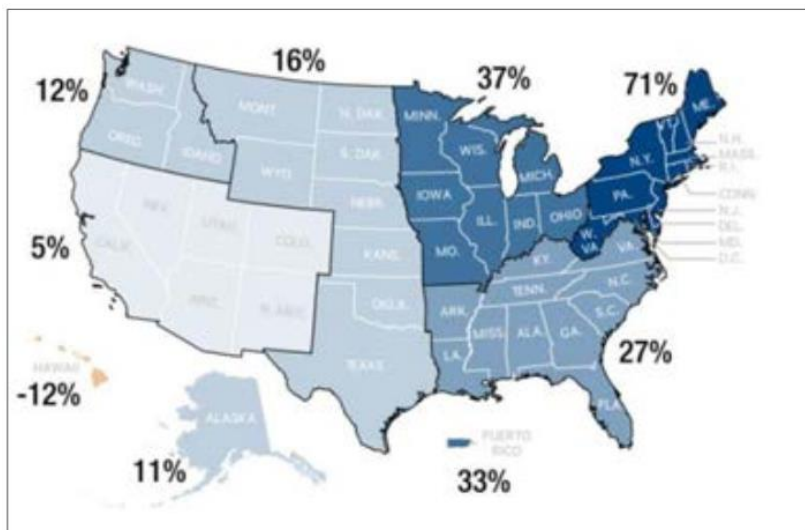 16%
37%
71%
12%
WASH.
MONT.
N. DAK.
MINN.
ME.
VT.
N.H.
MASS.
R.I.
OREG.
IDAHO
S. DAK.
WIS.
MICH.
N.Y.
CONN.
WYO.
IOWA
PA.
N.J.
NEBR.
ILL.
IND.
OHIO
DEL.
NEV.
UTAH
COLO.
KANS.
MO.
W.
VA.
VA.
MD.
D.C.
5%
CALIF.
KY.
N.C.
ARIZ.
N. MEX.
OKLA.
ARK.
TENN.
S.C.
MISS.
ALA.
GA.
27%
HAWAII
TEXAS
LA.
-12%
FLA.
ALASKA
PUERTO
RICO
11%
33%